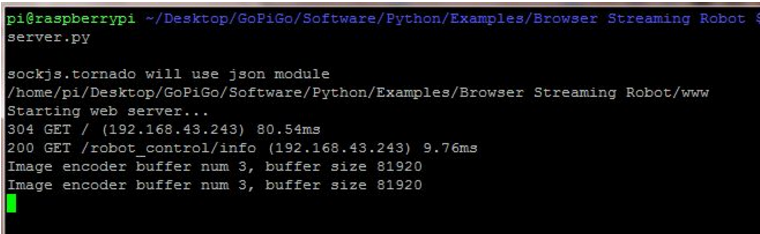 pi@raspberrypi ~/Desktop/GoPiGo/Software/Python/Examples/Browser Streaming Robot $
server.py
sockjs.tornado will use json module
/home/pi/Desktop/GoPiGo/Software/Python/Examples/Browser Streaming Robot/www
Starting web server...
304 GET / (192.168.43.243) 80.54ms
200 GET /robot_control/info (192.168.43.243) 9.76ms
Image encoder buffer num 3, buffer size 81920
Image encoder buffer num 3, buffer size 81920